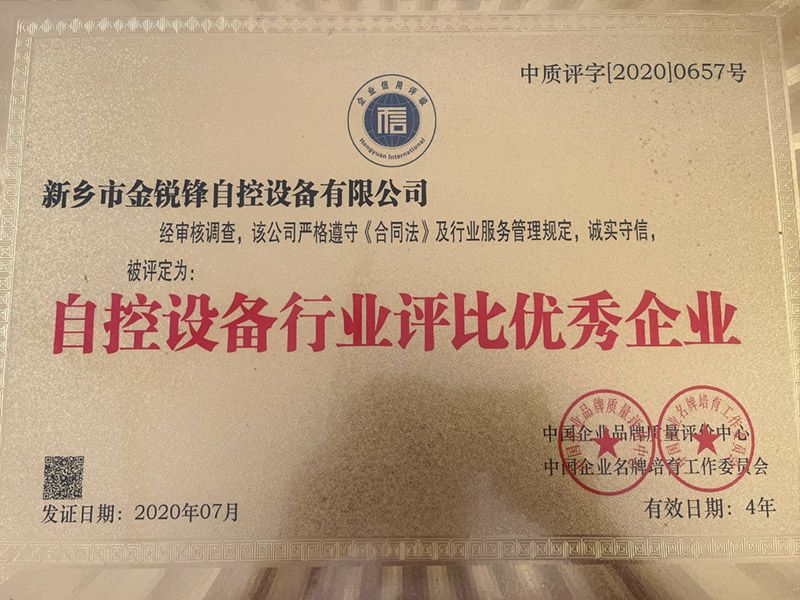 中质评字[2020]0657号
企业信用评级
信
Hongyuan International
新乡市金锐锋自控设备有限公司
经审核调查，该公司严格遵守《合同法》及行业服务管理规定，诚实守信，
被评定为：
自控设备行业评比优秀企业
中国企业品牌质量评价中心
中国企业名牌培育工作委员会
发证日期：2020年07月
有效日期：4年